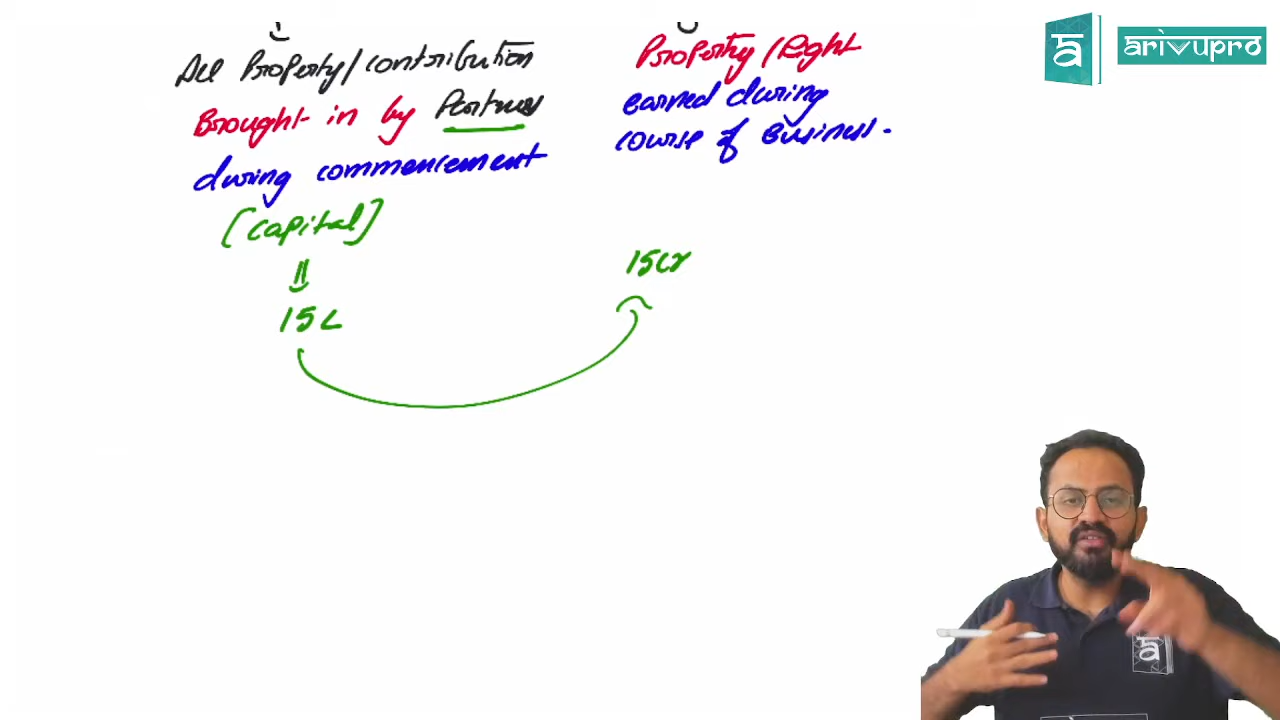 All Property/contribution
Brought in by Partners
during commencement
[capital]
15L
Property/Right
earned during
course of Business.
15Cr
ā
arivupro
ā